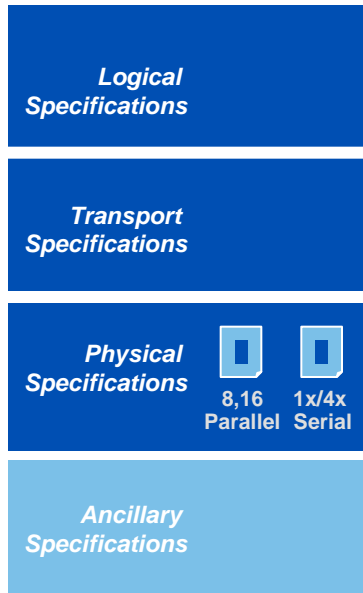 Logical
Specifications
Transport
Specifications
Physical
Specifications
8,16
Parallel
1x/4x
Serial
Ancillary
Specifications